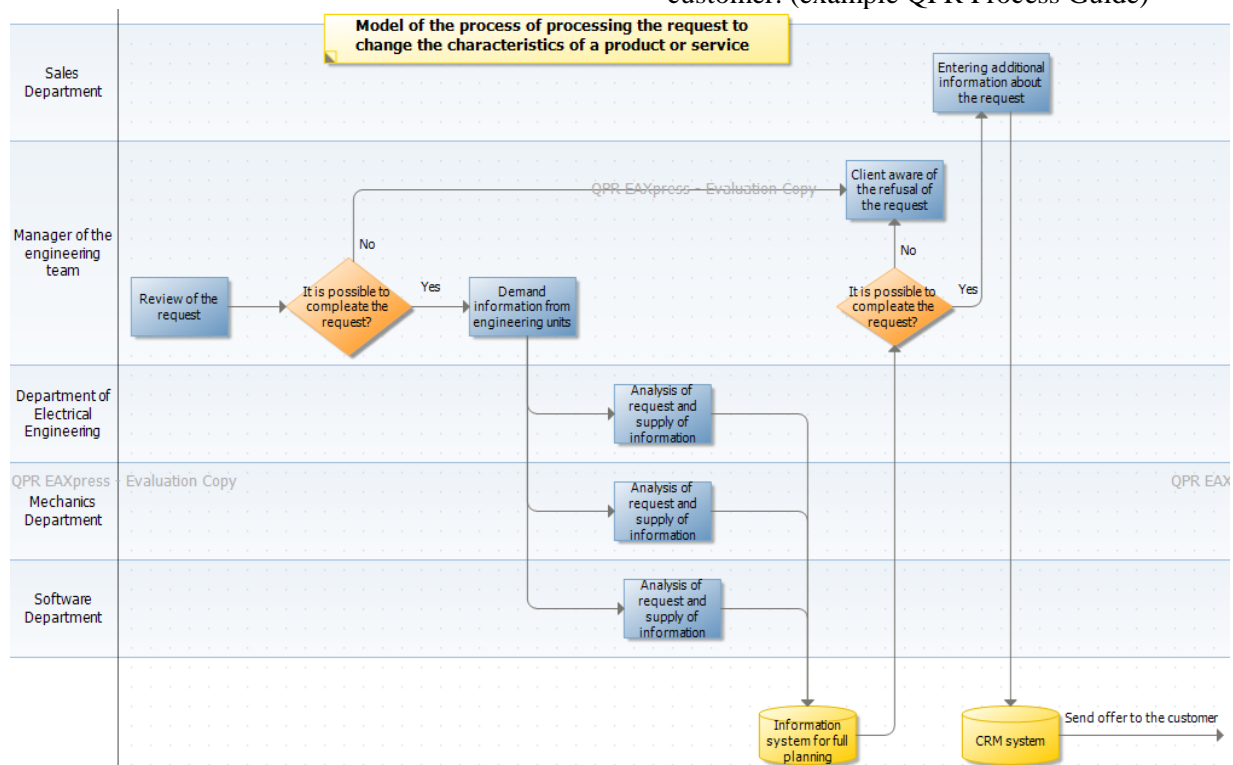 customer. (example QPR Process Guide)
Model of the process of processing the request to
change the characteristics of a product or service
Sales
Department
Entering additional
information about
the request
Manager of the
engineering
team
QPR EAXpress - Evaluation Copy
Client aware of
the refusal of
the request
No
No
Review of the
request
It is possible to
compleate the
request?
Yes
Demand
information from
engineering units
It is possible to
compleate the
request?
Yes
Department of
Electrical
Engineering
Analysis of
request and
supply of
information
QPR EAXpress - Evaluation Copy
QPR EAX
Mechanics
Department
Analysis of
request and
supply of
information
Software
Department
Analysis of
request and
supply of
information
Information
system for full
planning
CRM system
Send offer to the customer